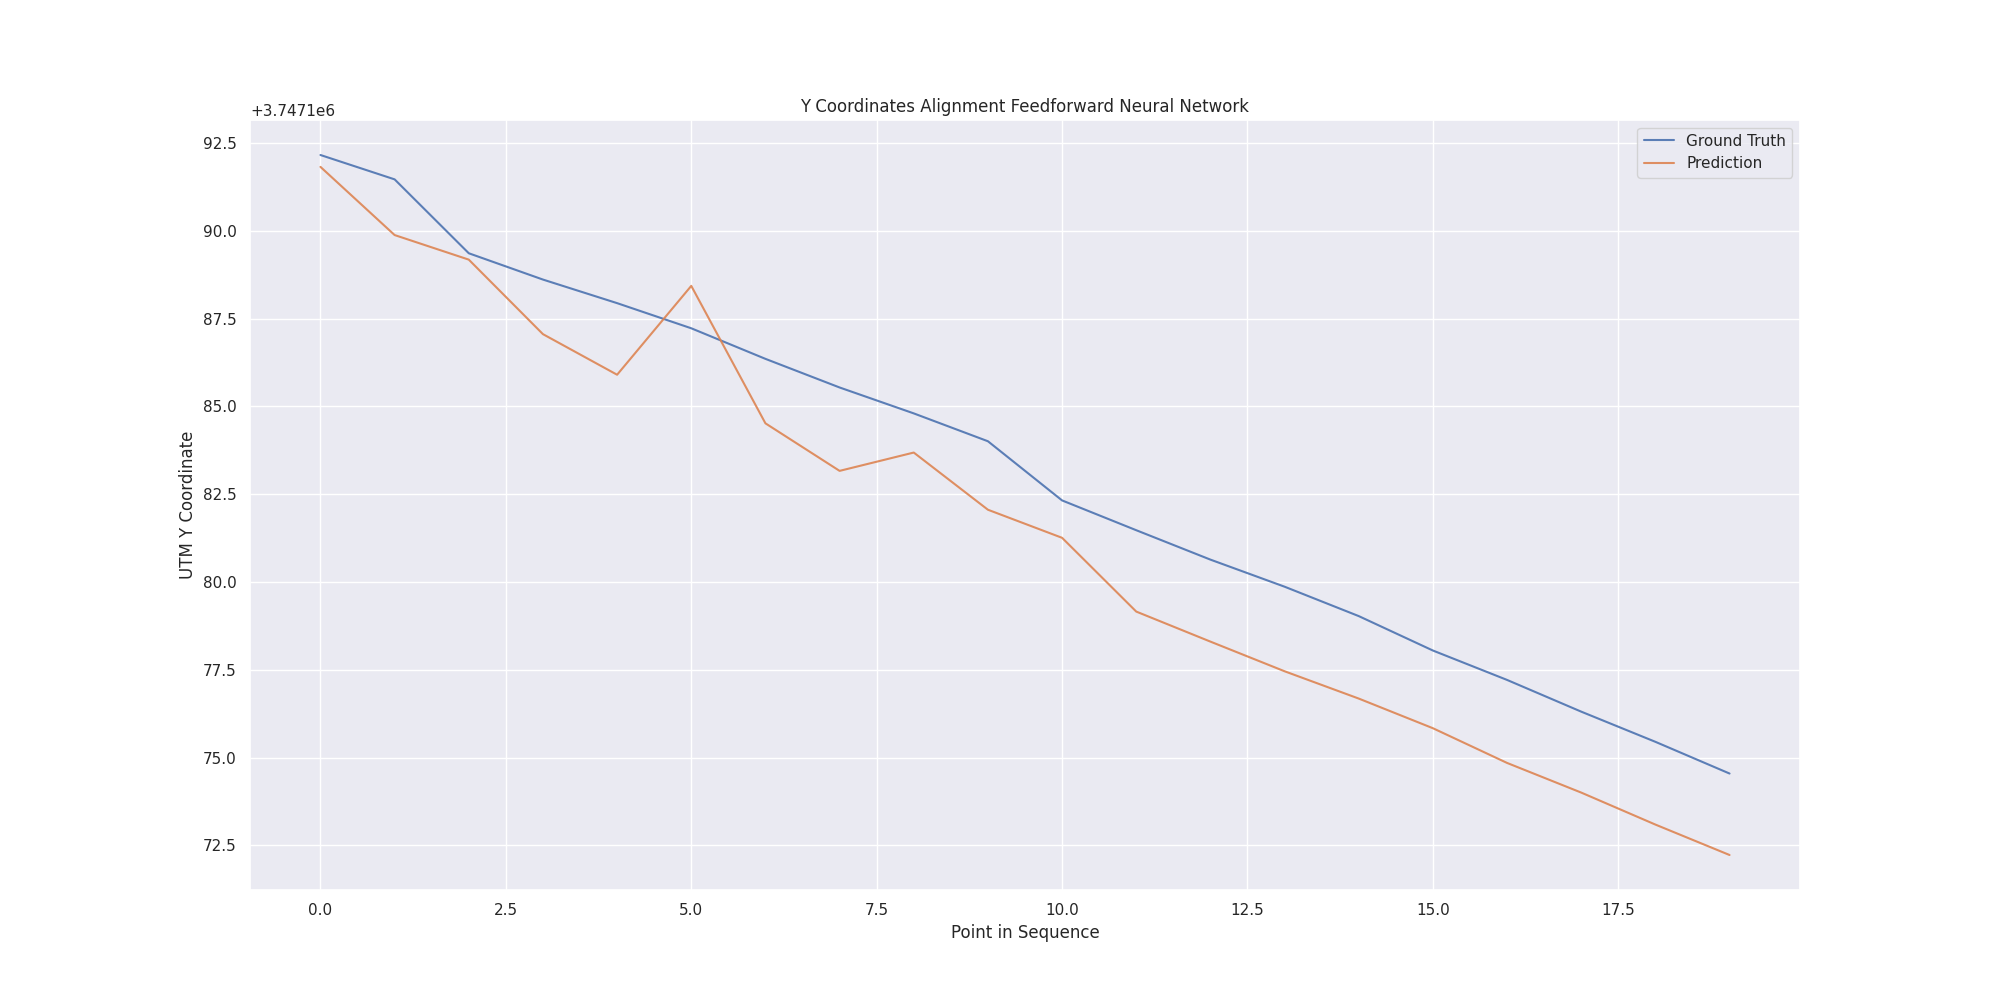 Y Coordinates Alignment Feedforward Neural Network
+3.7471e6
Ground Truth
Prediction
92.5
90.0
87.5
85.0
82.5
80.0
77.5
75.0
72.5
UTM Y Coordinate
0.0 2.5 5.0 7.5 10.0 12.5 15.0 17.5
Point in Sequence